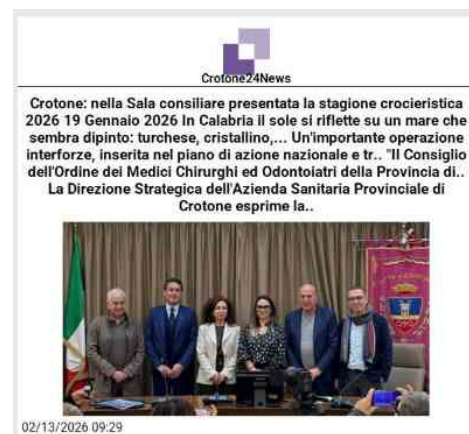 Crotone24News
Crotone: nella Sala consiliare presentata la stagione crocieristica
2026 19 Gennaio 2026 In Calabria il sole si riflette su un mare che
sembra dipinto: turchese, cristallino,... Un'importante operazione
interforze, inserita nel piano di azione nazionale e tr.. "Il Consiglio
dell'Ordine dei Medici Chirurghi ed Odontoiatri della Provincia di..
La Direzione Strategica dell'Azienda Sanitaria Provinciale di
Crotone esprime la..
02/13/2026 09:29